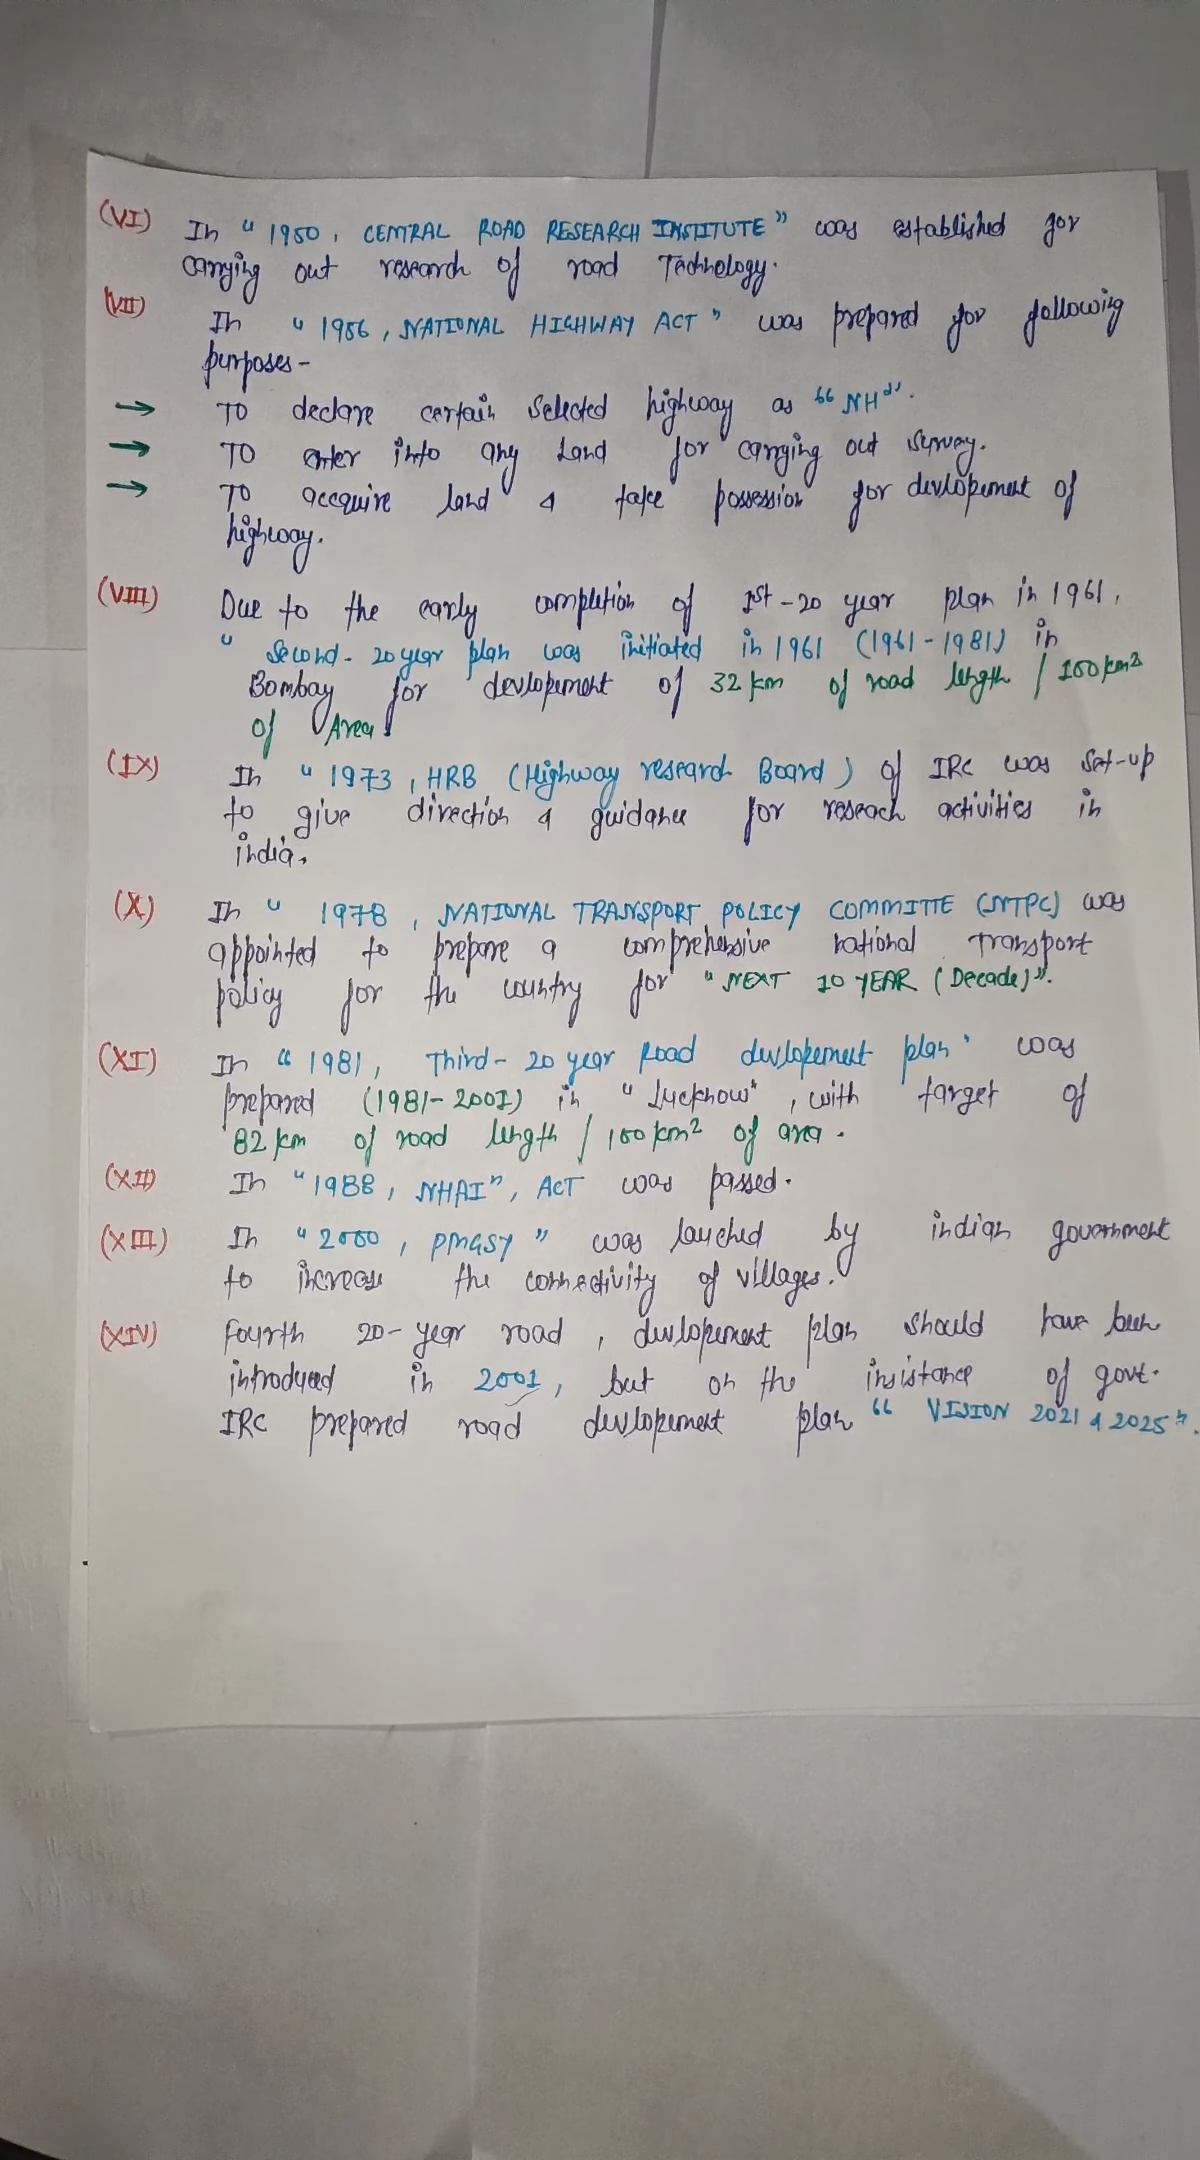 (VI) In "1950, CENTRAL ROAD RESEARCH INSTITUTE" was established for
carrying out research of road Technology.
(VII) In "1956, NATIONAL HIGHWAY ACT" was prepared for following
purposes-
→ TO declare certain selected highway as "NH".
→ TO enter into any Land for carrying out survay.
→ TO accquire land & take possession for devlopement of
highway.
(VIII) Due to the early completion of 1st-20 year plan in 1961,
"Second-20 year plan was initiated in 1961 (1961-1981) in
Bombay for devlopement of 32 km of road length / 100 km²
of Area.
(IX) In "1973, HRB (Highway research Board) of IRC was set-up
to give direction & guidance for reseach activities in
india.
(X) In "1978, NATIONAL TRANSPORT POLICY COMMITTE (NTPC) was
appointed to prepare a comprehensive national transport
policy for the country for "NEXT 10 YEAR (Decade)".
(XI) In "1981, Third-20 year Road devlopement plan" was
prepared (1981-2001) in "Lucknow", with target of
82 km of road length / 100 km² of area.
(XII) In "1988, NHAI", ACT was passed.
(XIII) In "2000, PMGSY" was lauched by indian government
to increase the connectivity of villages.
(XIV) Fourth 20-year road, devlopement plan should have been
introduced in 2001, but on the insistance of govt.
IRC prepared road devlopement plan "VISION 2021 & 2025".